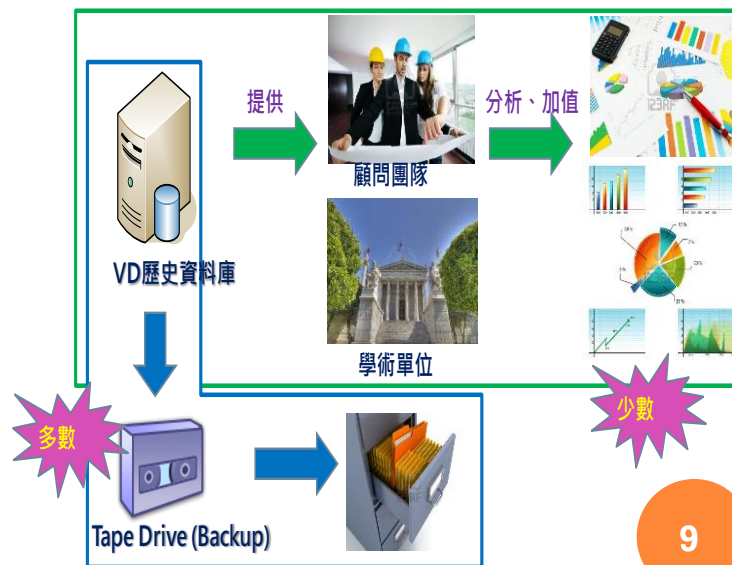 提供
分析、加值
123RF
顧問團隊
VD歷史資料庫
學術單位
多數
少數
Tape Drive (Backup)
9